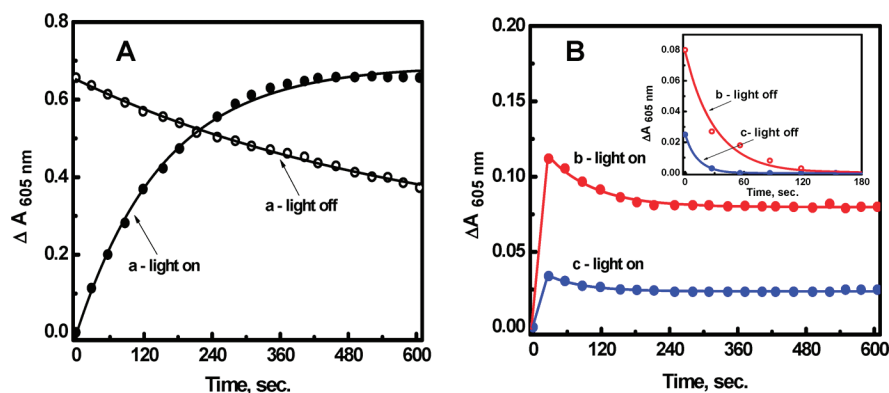 A
0.8
0.6
0.4
0.2
0.0
Δ A 605 nm
a - light off
a - light on
0 120 240 360 480 600
Time, sec.
B
0.20
0.15
0.10
0.05
0.00
Δ A 605 nm
b - light on
c - light on
0 120 240 360 480 600
Time, sec.
0.08
0.06
0.04
0.02
0.00
ΔA 605 nm
b - light off
c- light off
0 60 120 180
Time, sec.